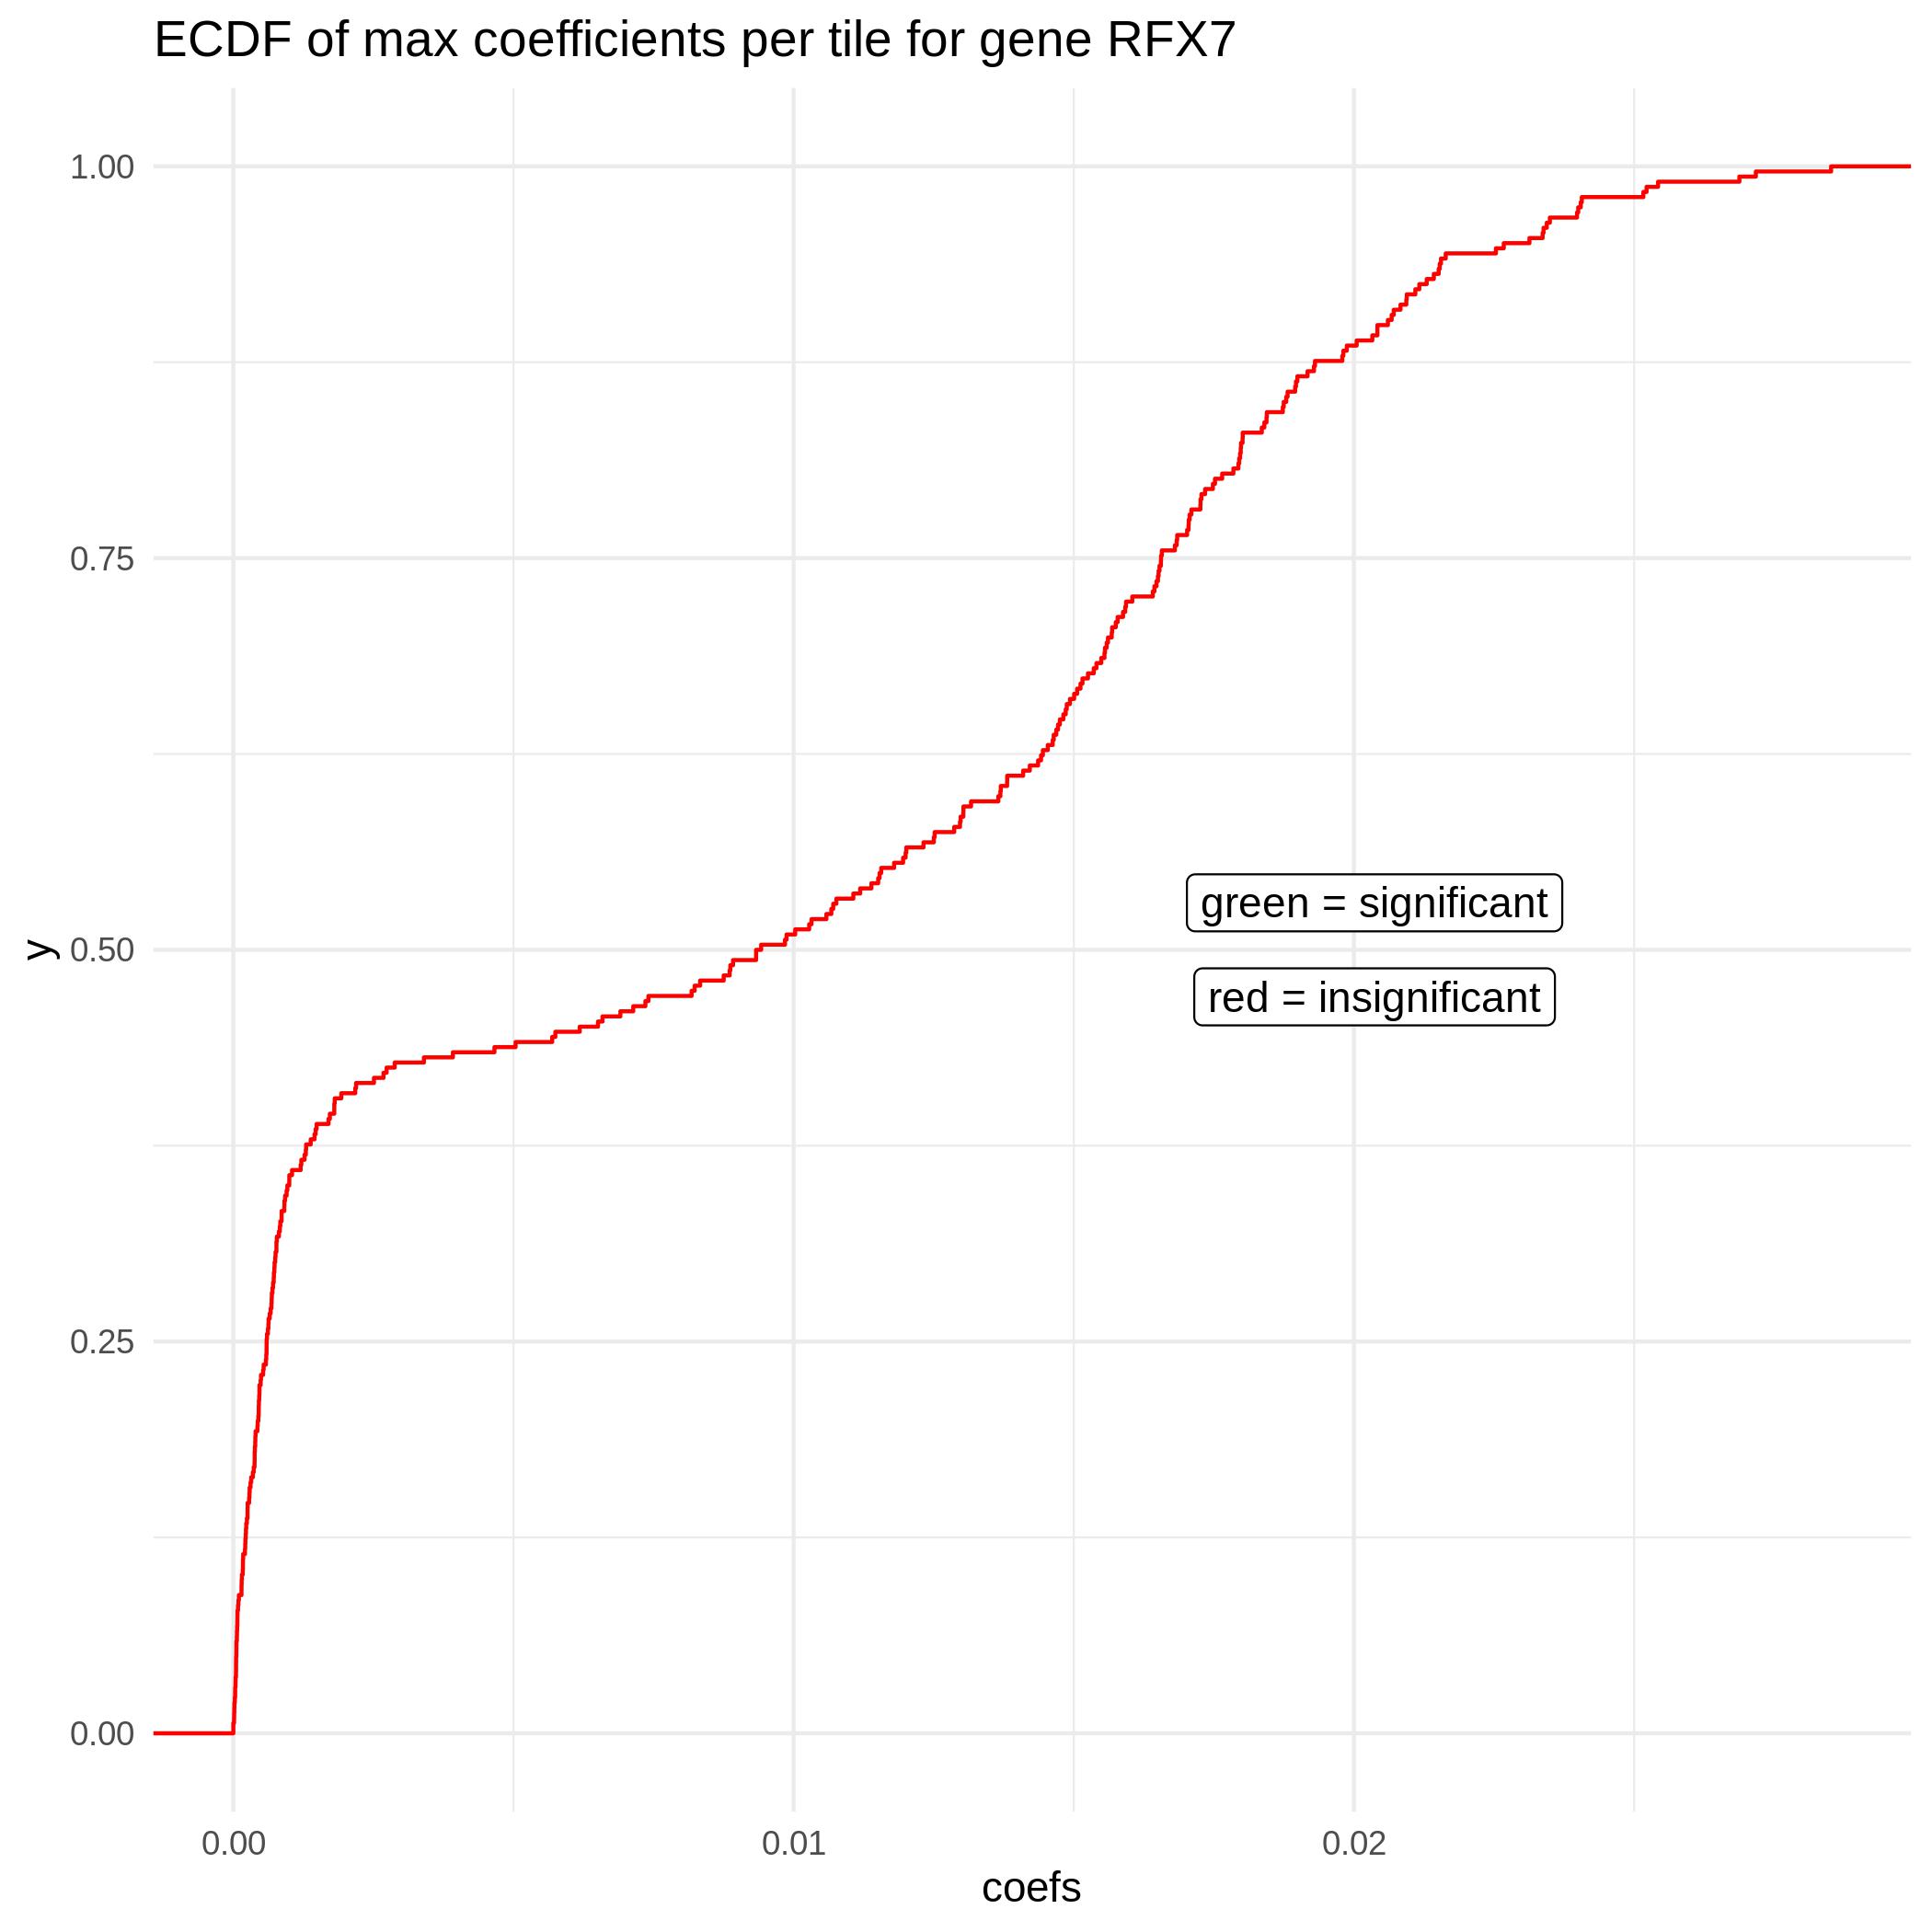 ECDF of max coefficients per tile for gene RFX7
1.00
0.75
0.50
0.25
0.00
y
green = significant
red = insignificant
0.00 0.01 0.02
coefs